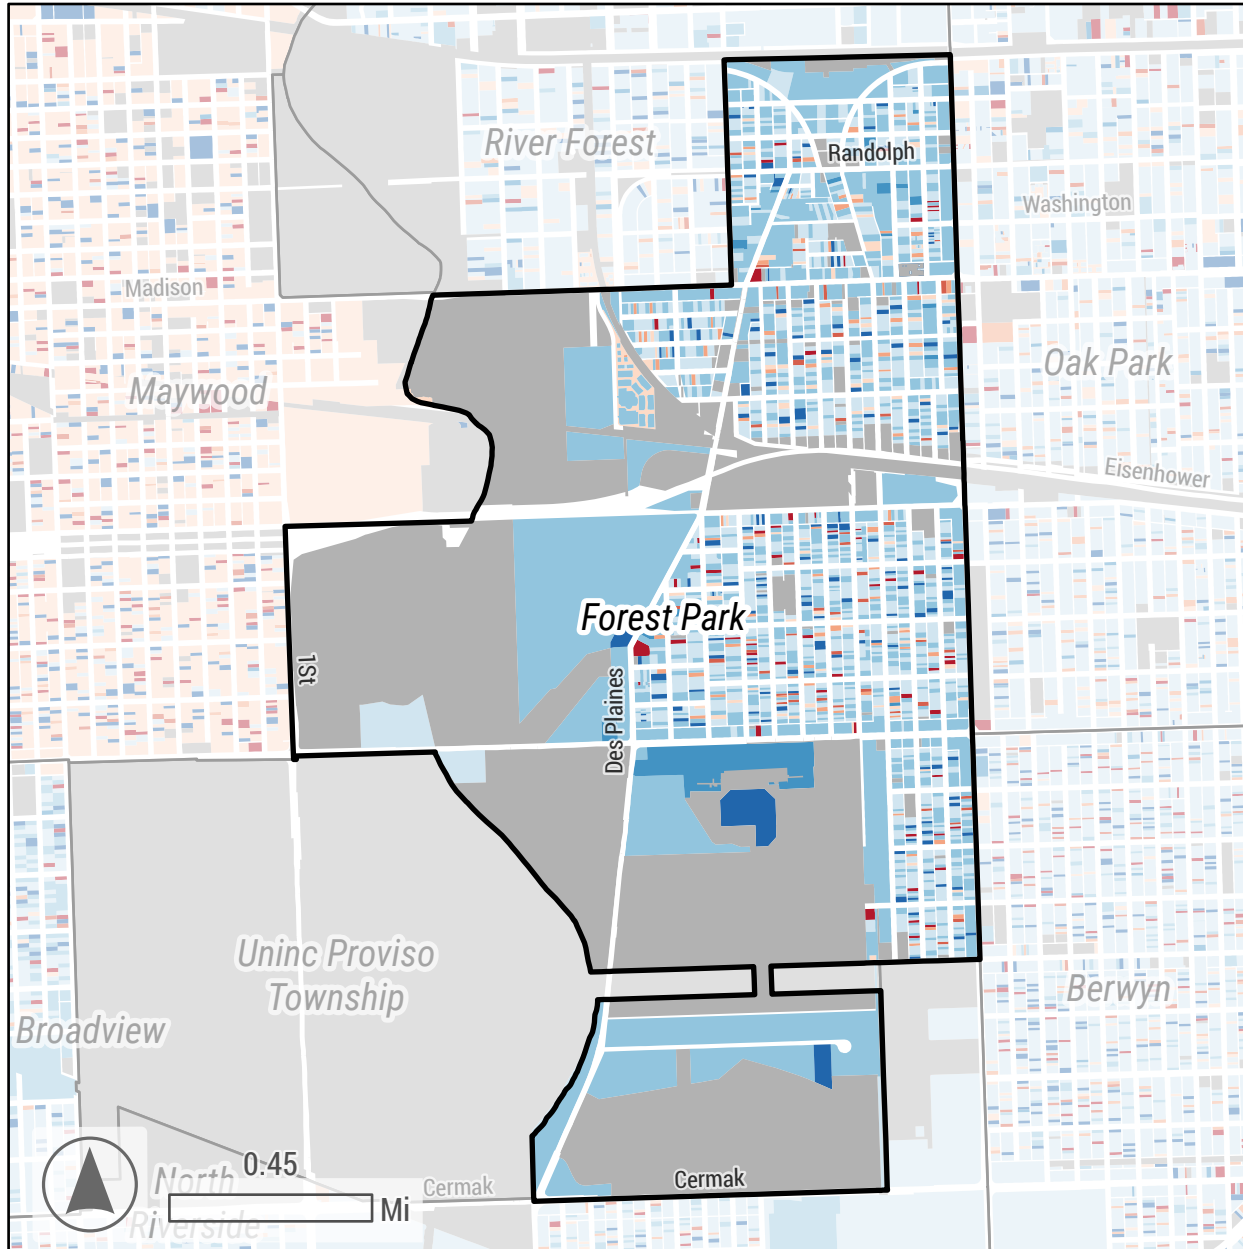 River Forest
Randolph
Washington
Madison
Maywood
Oak Park
Eisenhower
Forest Park
1St
Des Plaines
Uninc Proviso
Township
Berwyn
Broadview
0.45
North
Riverside
Mi
Cermak
Cermak